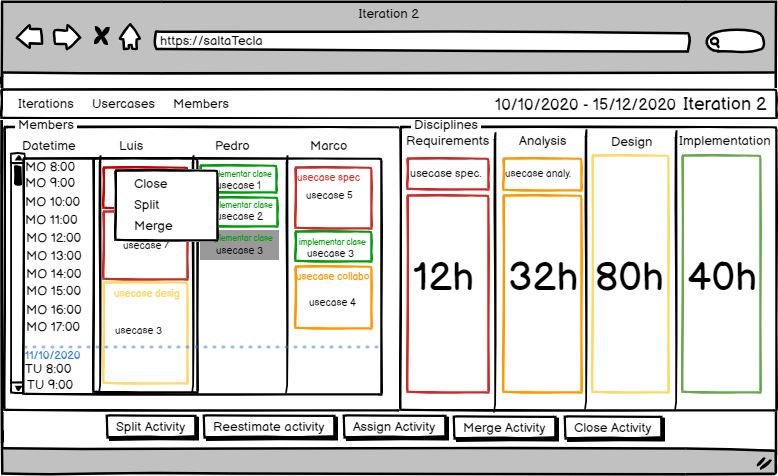 Iteration 2
https://saltaTecla
Iterations Usercases Members 10/10/2020 - 15/12/2020 Iteration 2
Members
Datetime Luis Pedro Marco
MO 8:00
MO 9:00
MO 10:00
MO 11:00
MO 12:00
MO 13:00
MO 14:00
MO 15:00
MO 16:00
MO 17:00
11/10/2020
TU 8:00
TU 9:00
Close
Split
Merge
usecase 7
usecase desig
usecase 3
plementar clase
usecase 1
plementar clase
usecase 2
plementar clase
usecase 3
usecase spec
usecase 5
implementar clase
usecase 3
usecase collabo
usecase 4
Disciplines
Requirements Analysis Design Implementation
usecase spec. usecase analy.
12h 32h 80h 40h
Split Activity Reestimate activity Assign Activity Merge Activity Close Activity